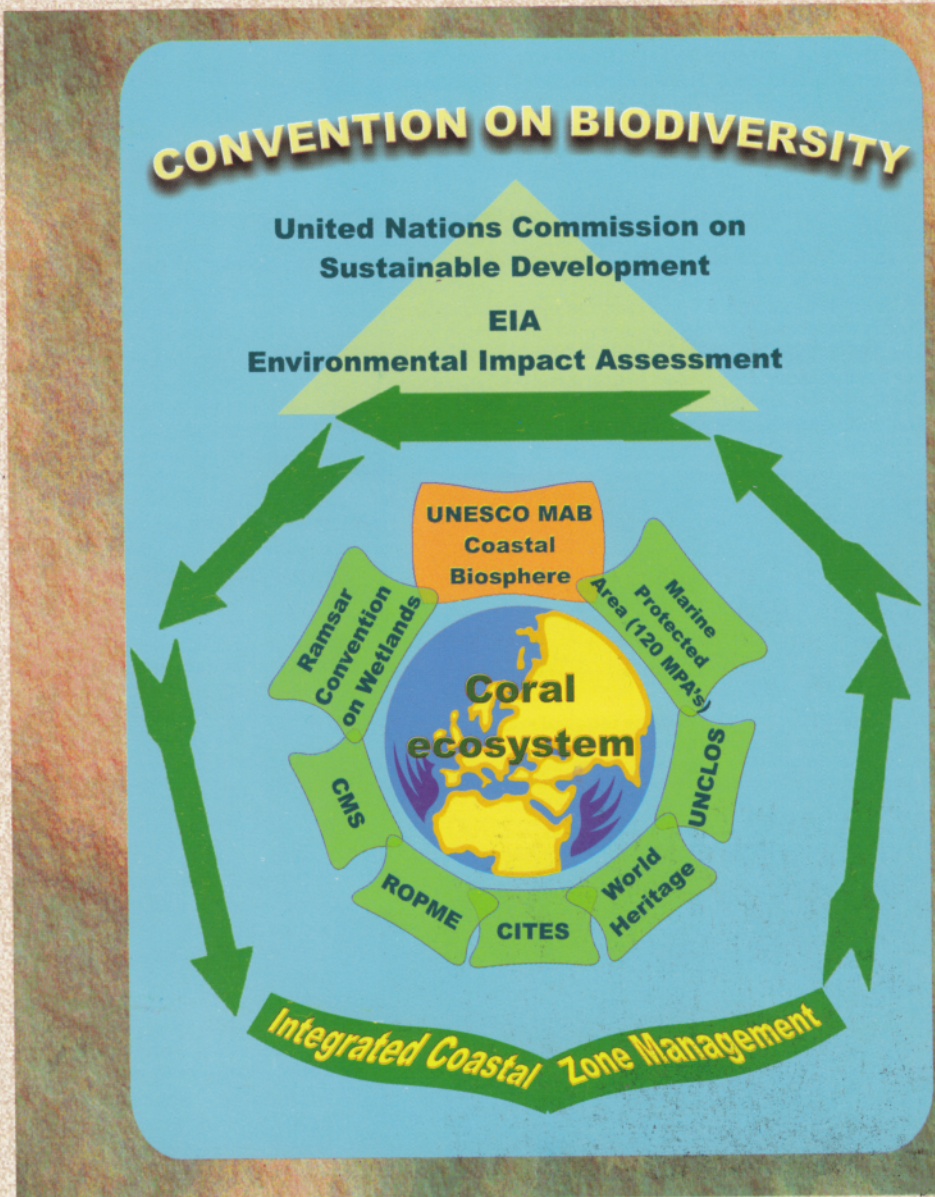 CONVENTION ON BIODIVERSITY
United Nations Commission on
Sustainable Development
EIA
Environmental Impact Assessment
UNESCO MAB
Coastal
Biosphere
Ramsar
Convention
on Wetlands
Marine
Protected
Area (120 MPA's)
Coral
ecosystem
CMS
UNCLOS
ROPME
CITES
World
Heritage
Integrated Coastal Zone Management